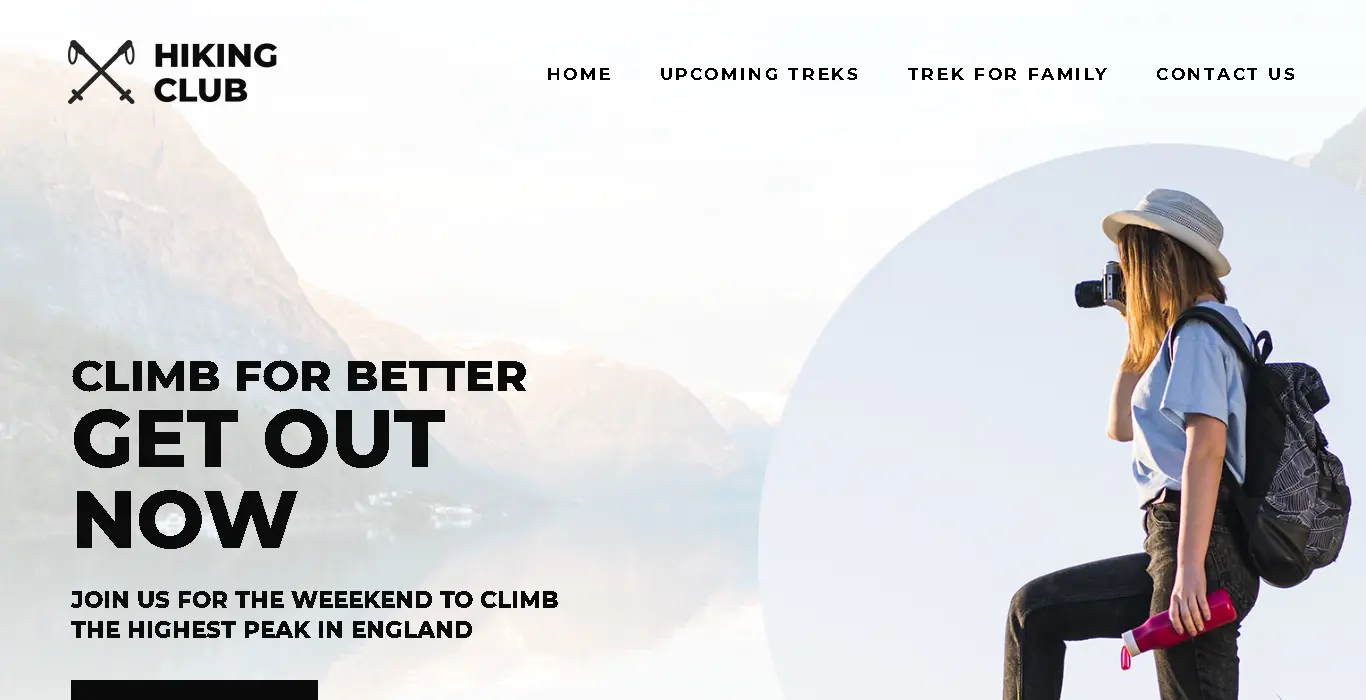 HIKING
CLUB
HOME UPCOMING TREKS TREK FOR FAMILY CONTACT US
CLIMB FOR BETTER
GET OUT
NOW
JOIN US FOR THE WEEEKEND TO CLIMB
THE HIGHEST PEAK IN ENGLAND